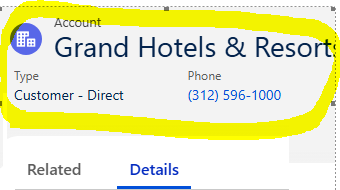 Account
Grand Hotels & Resorts
Type Phone
Customer - Direct (312) 596-1000
Related Details